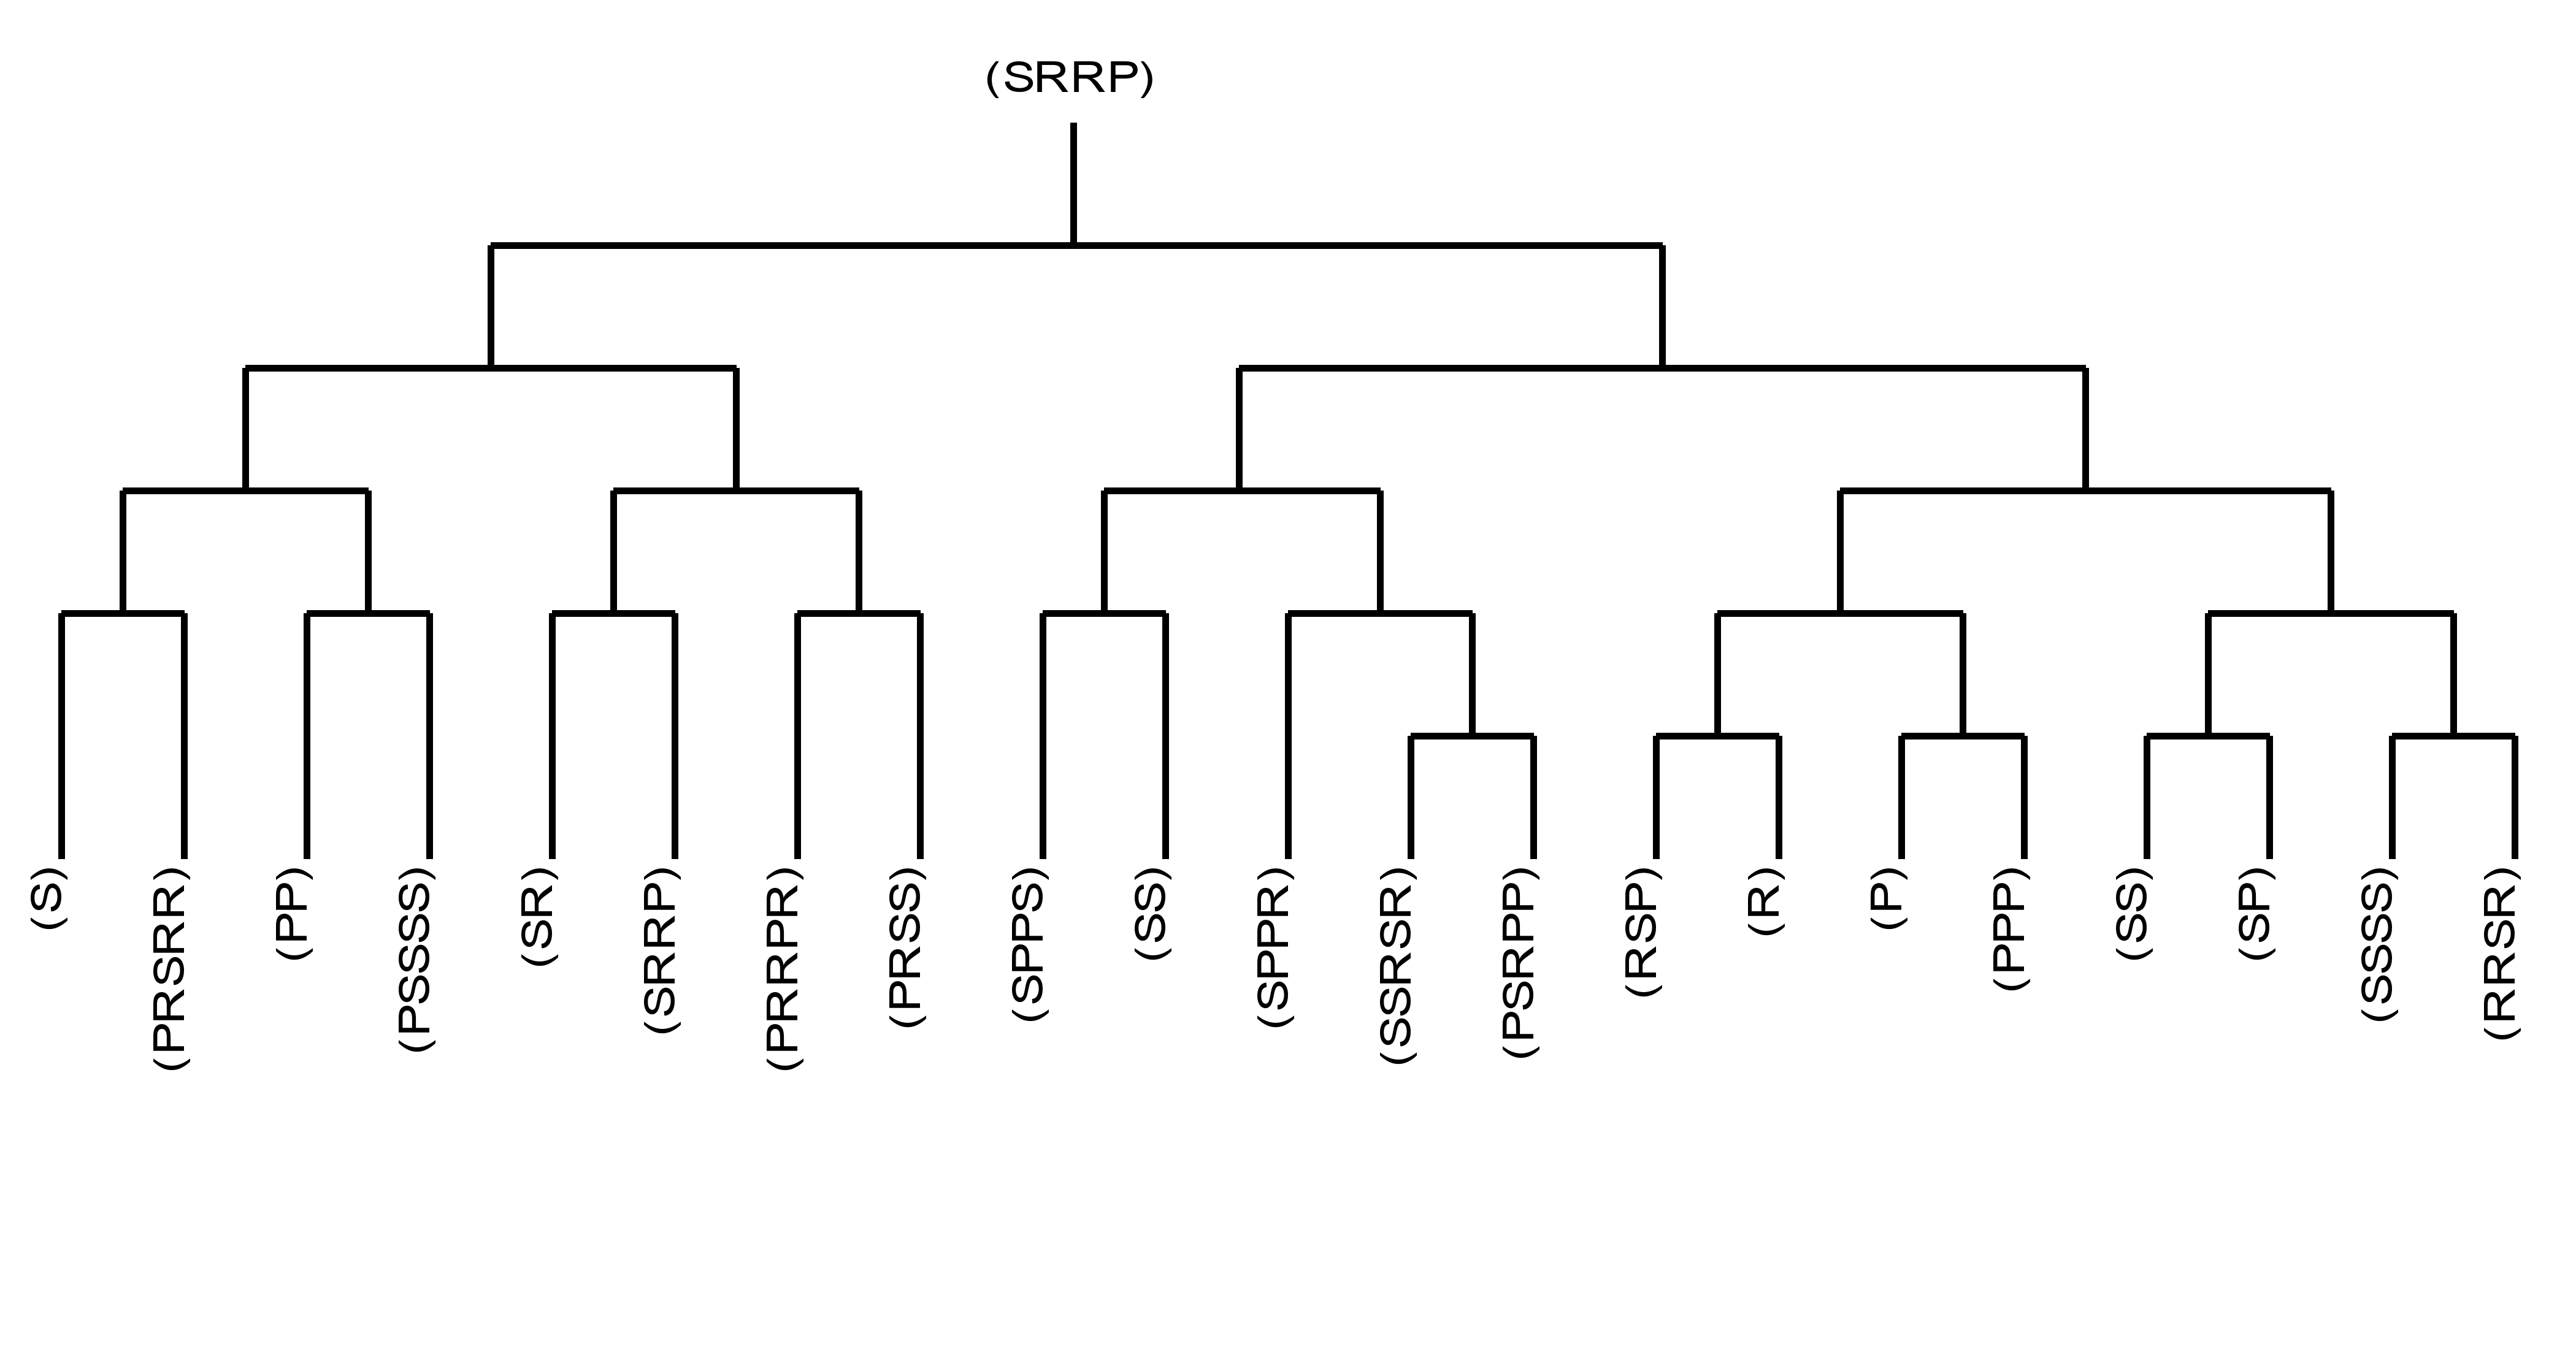 (SRRP)
(S)
(PRSRR)
(PP)
(PSSSS)
(SR)
(SRRP)
(PRRPR)
(PRSS)
(SPPS)
(SS)
(SPPR)
(SSRSR)
(PSRPP)
(RSP)
(R)
(P)
(PPP)
(SS)
(SP)
(SSSS)
(RRSR)